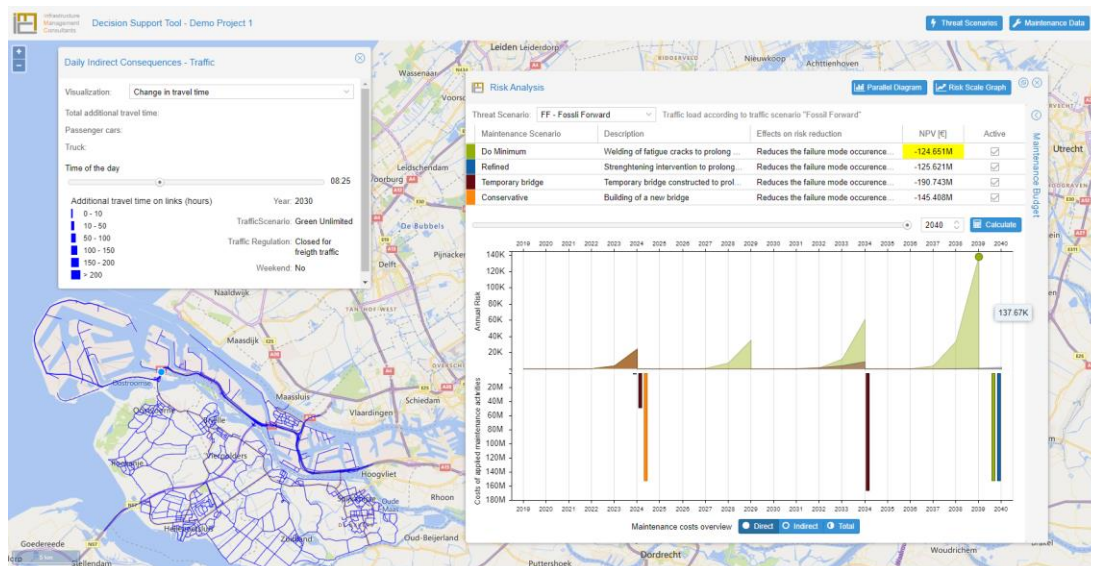 Infrastructure
Management
Consultants
Decision Support Tool - Demo Project 1
Threat Scenarios
Maintenance Data
Daily Indirect Consequences - Traffic
Visualization: Change in travel time
Total additional travel time
Passenger cars:
Truck:
Time of the day
08:25
Additional travel time on links (hours)
0 - 10
10 - 50
50 - 100
100 - 150
150 - 200
> 200
Year: 2030
TrafficScenario: Green Unlimited
Traffic Regulation: Closed for
freigth traffic
Weekend: No
Risk Analysis
Parallel Diagram
Risk Scale Graph
Threat Scenario: FF - Fossli Forward
Traffic load according to traffic scenario "Fossil Forward"
Maintenance Scenario Description Effects on risk reduction NPV [€] Active
Do Minimum Welding of fatigue cracks to prolong ... Reduces the failure mode occurence... -124.651M
Refined Strenghtening intervention to prolong... Reduces the failure mode occurence... -125.621M
Temporary bridge Temporary bridge constructed to prol... Reduces the failure mode occurence... -190.743M
Conservative Building of a new bridge Reduces the failure mode occurence... -145.408M
Maintenance Budget
2040
Calculate
2019 2020 2021 2022 2023 2024 2025 2026 2027 2028 2029 2030 2031 2032 2033 2034 2035 2036 2037 2038 2039 2040
Annual Risk
140K
120K
100K
80K
60K
40K
20K
137.67K
Costs of applied maintenance activities
20M
40M
60M
80M
100M
120M
140M
160M
180M
2019 2020 2021 2022 2023 2024 2025 2026 2027 2028 2029 2030 2031 2032 2033 2034 2035 2036 2037 2038 2039 2040
Maintenance costs overview Direct Indirect Total
Leiden Leiderdorp
Nieuwkoop
Achttienhoven
Wassenaar
Leidschendam
De Bubbels
Delft
Pijnacker
Utrecht
Naaldwijk
Maasdijk
Maassluis
Schiedam
Vlaardingen
Oostvoorne
Brielle
Vierpolders
Hoogvliet
Rhoon
Oude
Maas
Hellevoetsluis
Zuidland
Oud-Beijerland
Goedereede
Stellendam
Puttershoek
Dordrecht
Woudrichem